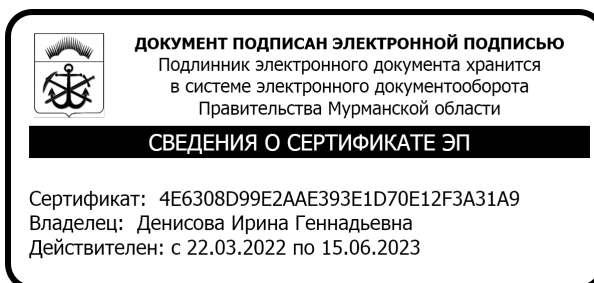 ДОКУМЕНТ ПОДПИСАН ЭЛЕКТРОННОЙ ПОДПИСЬЮ
Подлинник электронного документа хранится
в системе электронного документооборота
Правительства Мурманской области
СВЕДЕНИЯ О СЕРТИФИКАТЕ ЭП
Сертификат: 4E6308D99E2AAE393E1D70E12F3A31A9
Владелец: Денисова Ирина Геннадьевна
Действителен: с 22.03.2022 по 15.06.2023